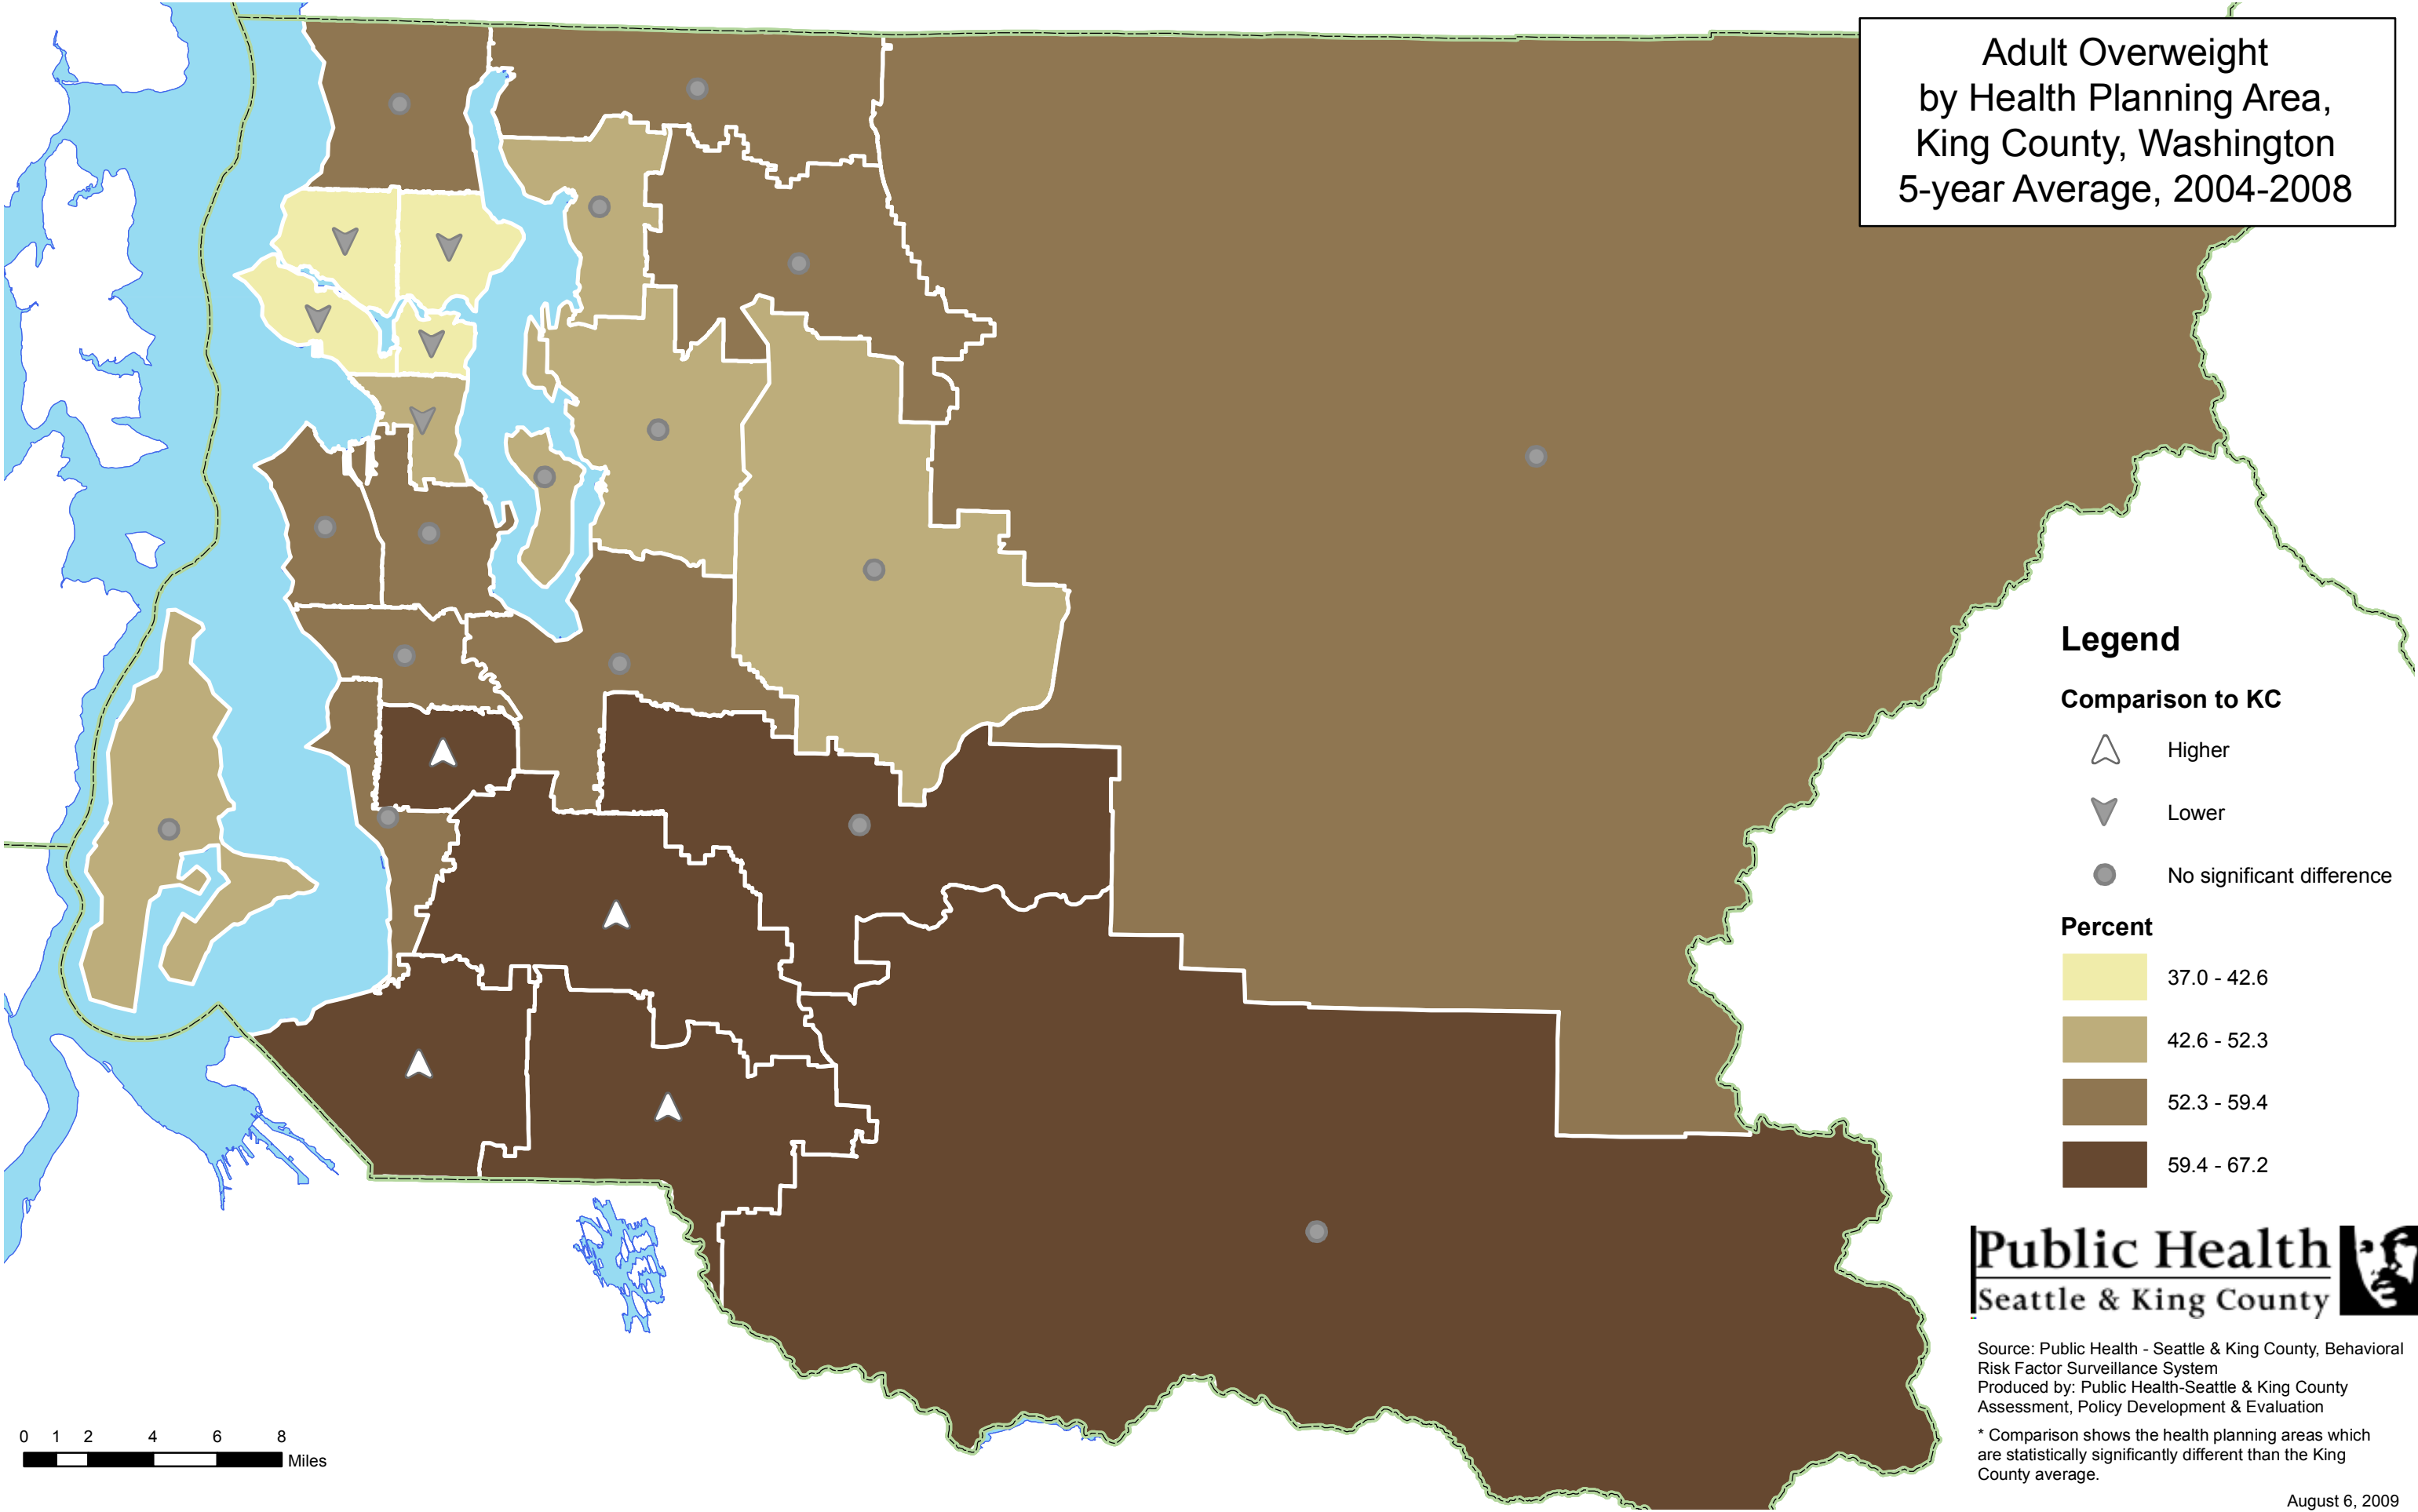 Adult Overweight
by Health Planning Area,
King County, Washington
5-year Average, 2004-2008
Legend
Comparison to KC
Higher
Lower
No significant difference
Percent
37.0 - 42.6
42.6 - 52.3
52.3 - 59.4
59.4 - 67.2
Public Health
Seattle & King County
Source: Public Health - Seattle & King County, Behavioral
Risk Factor Surveillance System
Produced by: Public Health-Seattle & King County
Assessment, Policy Development & Evaluation
* Comparison shows the health planning areas which
are statistically significantly different than the King
County average.
August 6, 2009
0 1 2 4 6 8
Miles